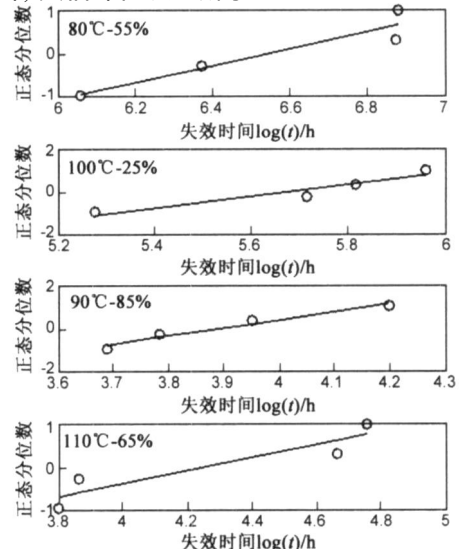 1
80℃-55%
0
-1
正态分位数
6 6.2 6.4 6.6 6.8 7
失效时间log(t)/h
2
100℃-25%
0
-2
正态分位数
5.2 5.4 5.6 5.8 6
失效时间log(t)/h
2
90℃-85%
0
-2
正态分位数
3.6 3.7 3.8 3.9 4 4.1 4.2 4.3
失效时间log(t)/h
1
110℃-65%
0
-1
正态分位数
3.8 4 4.2 4.4 4.6 4.8 5
失效时间log(t)/h